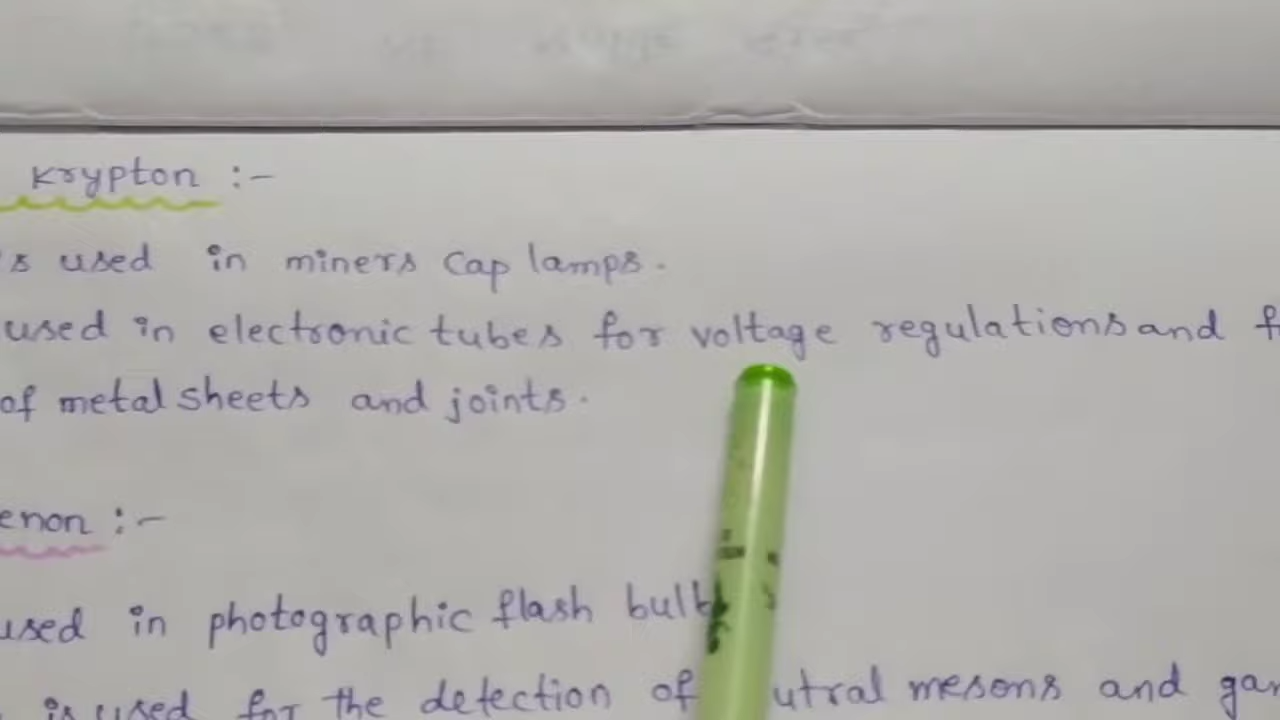 Krypton :-
used in miners cap lamps.
used in electronic tubes for voltage regulations and
of metal sheets and joints.
enon :-
used in photographic flash
is used for the detection of utral mesons and